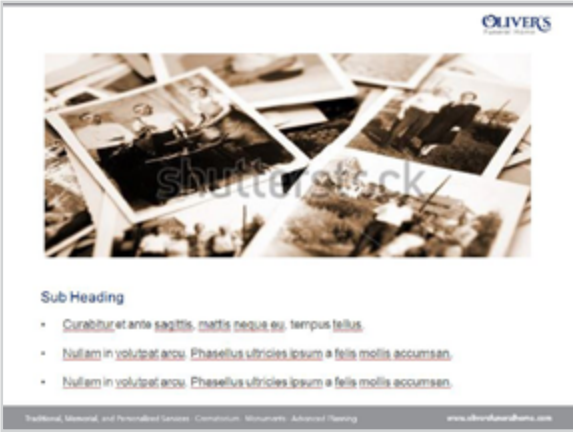 OLIVER'S
Funeral Home
shutterstock
Sub Heading
• Curabitur et ante sagittis, mattis neque eu, tempus tellus.
• Nullam in volutpat arcu. Phasellus ultricies ipsum a felis mollis accumsan.
• Nullam in volutpat arcu. Phasellus ultricies ipsum a felis mollis accumsan.
Traditional, Memorial, and Personalized Services · Crematorium · Monuments · Advanced Planning
www.oliversfuneralhome.com